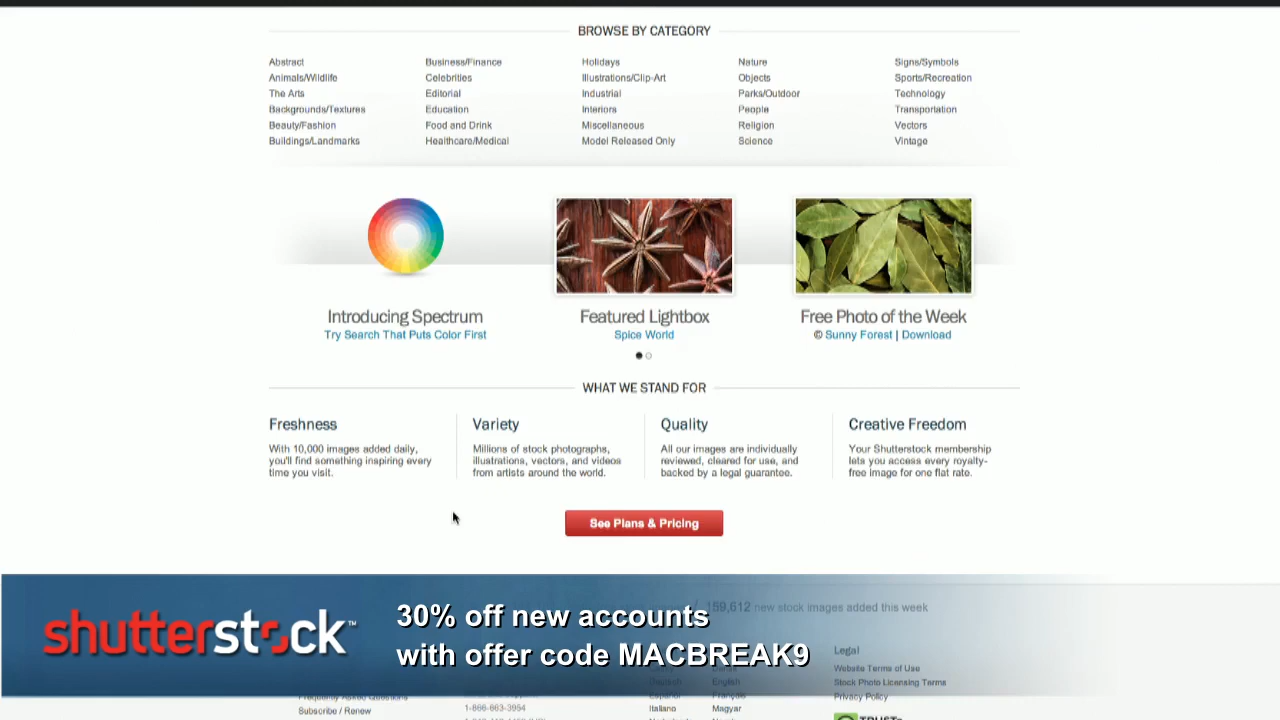 BROWSE BY CATEGORY
Abstract
Animals/Wildlife
The Arts
Backgrounds/Textures
Beauty/Fashion
Buildings/Landmarks
Business/Finance
Celebrities
Editorial
Education
Food and Drink
Healthcare/Medical
Holidays
Illustrations/Clip-Art
Industrial
Interiors
Miscellaneous
Model Released Only
Nature
Objects
Parks/Outdoor
People
Religion
Science
Signs/Symbols
Sports/Recreation
Technology
Transportation
Vectors
Vintage
Introducing Spectrum
Try Search That Puts Color First
Featured Lightbox
Spice World
Free Photo of the Week
© Sunny Forest | Download
WHAT WE STAND FOR
Freshness
With 10,000 images added daily,
you'll find something inspiring every
time you visit.
Variety
Millions of stock photographs,
illustrations, vectors, and videos
from artists around the world.
Quality
All our images are individually
reviewed, cleared for use, and
backed by a legal guarantee.
Creative Freedom
Your Shutterstock membership
lets you access every royalty-
free image for one flat rate.
See Plans & Pricing
159,612 new stock images added this week
shutterstock™
30% off new accounts
with offer code MACBREAK9
Frequently Asked Questions
Subscribe / Renew
1-866-663-3954
Deutsch
Español
Italiano
English
Français
Magyar
Legal
Website Terms of Use
Stock Photo Licensing Terms
Privacy Policy